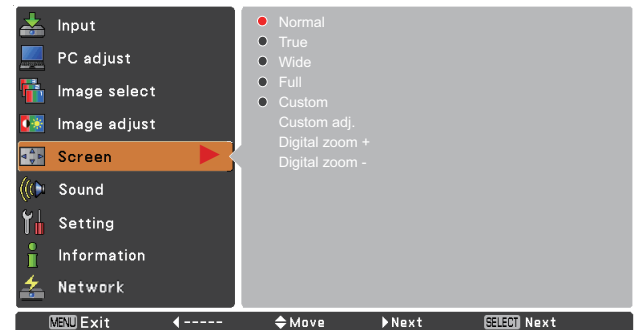 Input
PC adjust
Image select
Image adjust
Screen
Sound
Setting
Information
Network
Normal
True
Wide
Full
Custom
Custom adj.
Digital zoom +
Digital zoom -
MENU Exit ----- Move Next SELECT Next